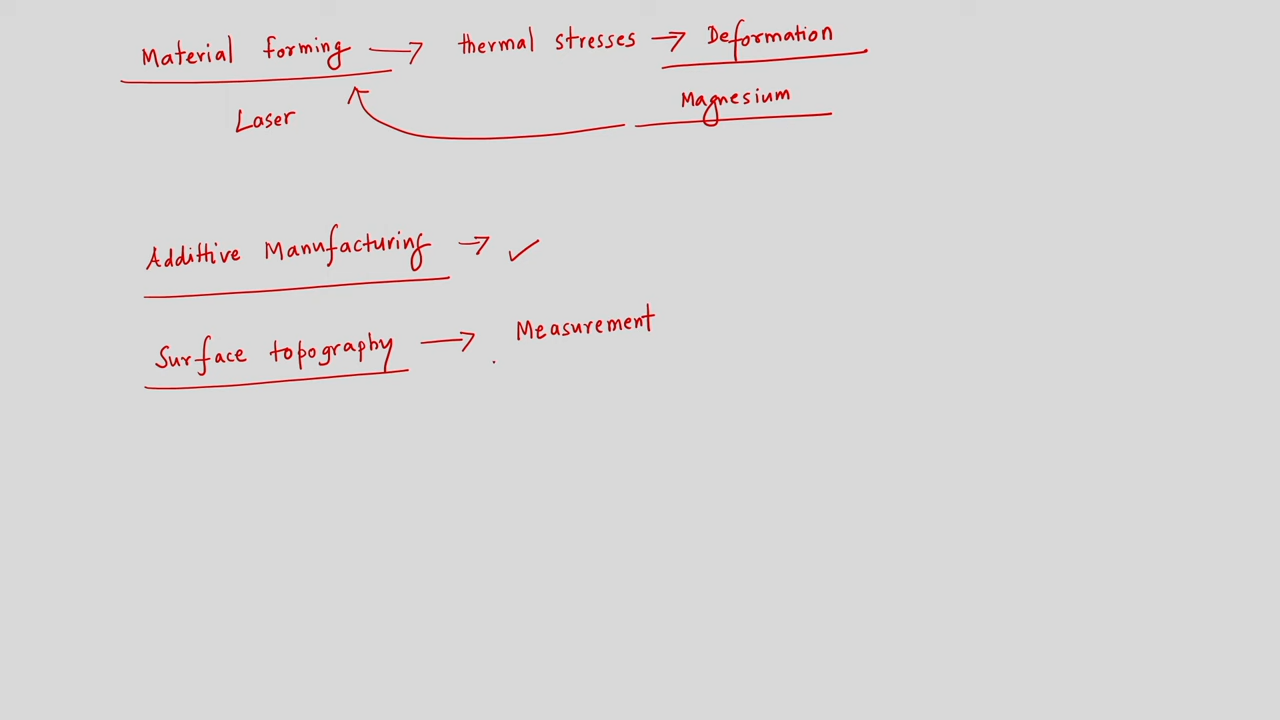 Material forming → thermal stresses → Deformation
Laser
Magnesium
Additive Manufacturing → ✓
Surface topography → Measurement